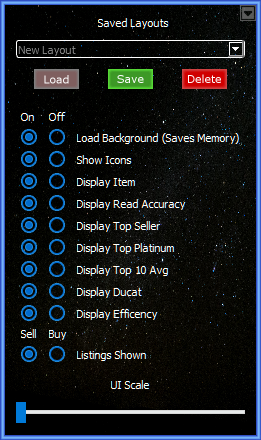 Saved Layouts
New Layout
Load Save Delete
On Off
Load Background (Saves Memory)
Show Icons
Display Item
Display Read Accuracy
Display Top Seller
Display Top Platinum
Display Top 10 Avg
Display Ducat
Display Efficency
Sell Buy
Listings Shown
UI Scale